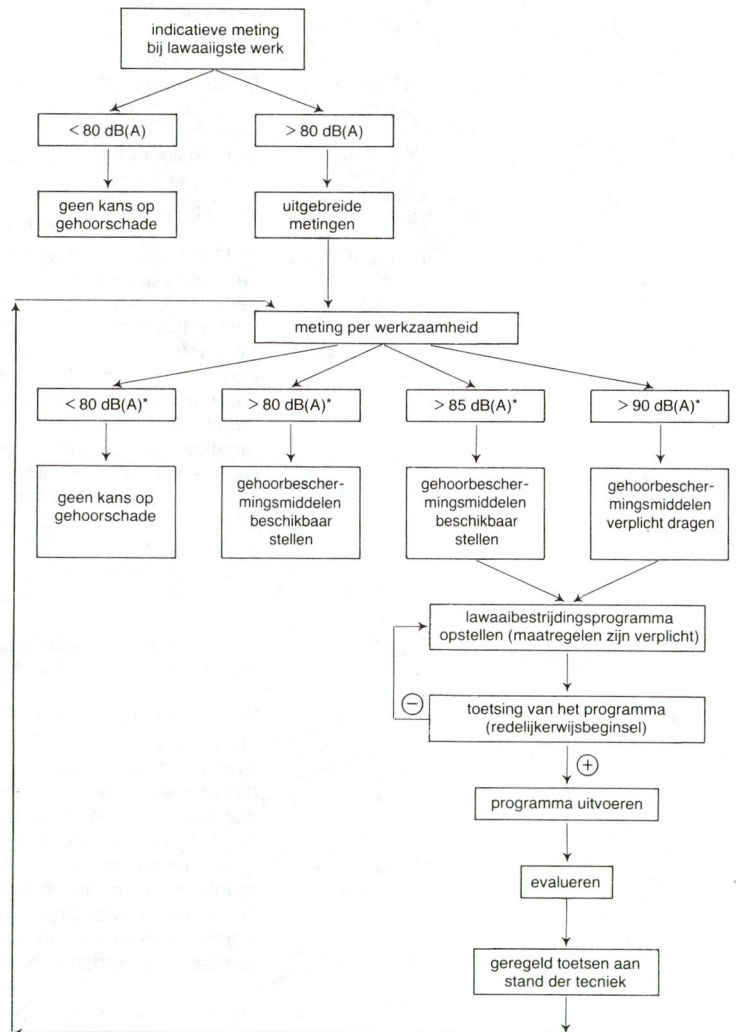 indicatieve meting
bij lawaaiigste werk
< 80 dB(A)
> 80 dB(A)
geen kans op
gehoorschade
uitgebreide
metingen
meting per werkzaamheid
< 80 dB(A)*
> 80 dB(A)*
> 85 dB(A)*
> 90 dB(A)*
geen kans op
gehoorschade
gehoorbescher-
mingsmiddelen
beschikbaar
stellen
gehoorbescher-
mingsmiddelen
beschikbaar
stellen
gehoorbescher-
mingsmiddelen
verplicht dragen
lawaaibestrijdingsprogramma
opstellen (maatregelen zijn verplicht)
−
toetsing van het programma
(redelijkerwijsbeginsel)
+
programma uitvoeren
evalueren
geregeld toetsen aan
stand der tecniek